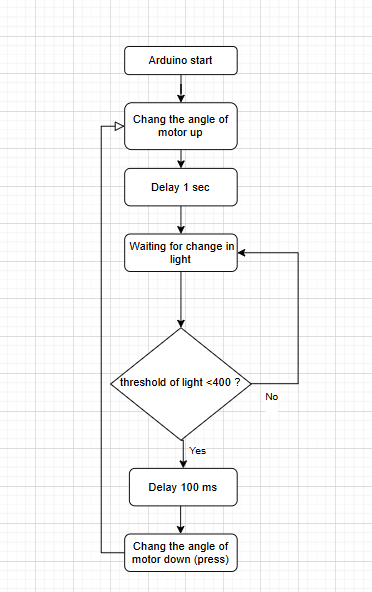 Arduino start
Chang the angle of
motor up
Delay 1 sec
Waiting for change in
light
threshold of light <400 ?
No
Yes
Delay 100 ms
Chang the angle of
motor down (press)